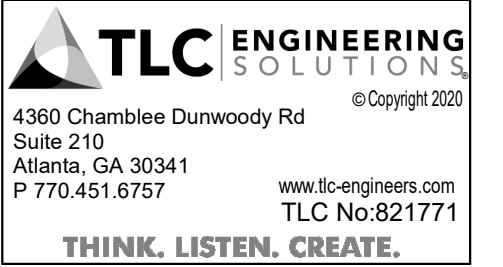 TLC ENGINEERING
SOLUTIONS®
© Copyright 2020
4360 Chamblee Dunwoody Rd
Suite 210
Atlanta, GA 30341
P 770.451.6757
www.tlc-engineers.com
TLC No:821771
THINK. LISTEN. CREATE.